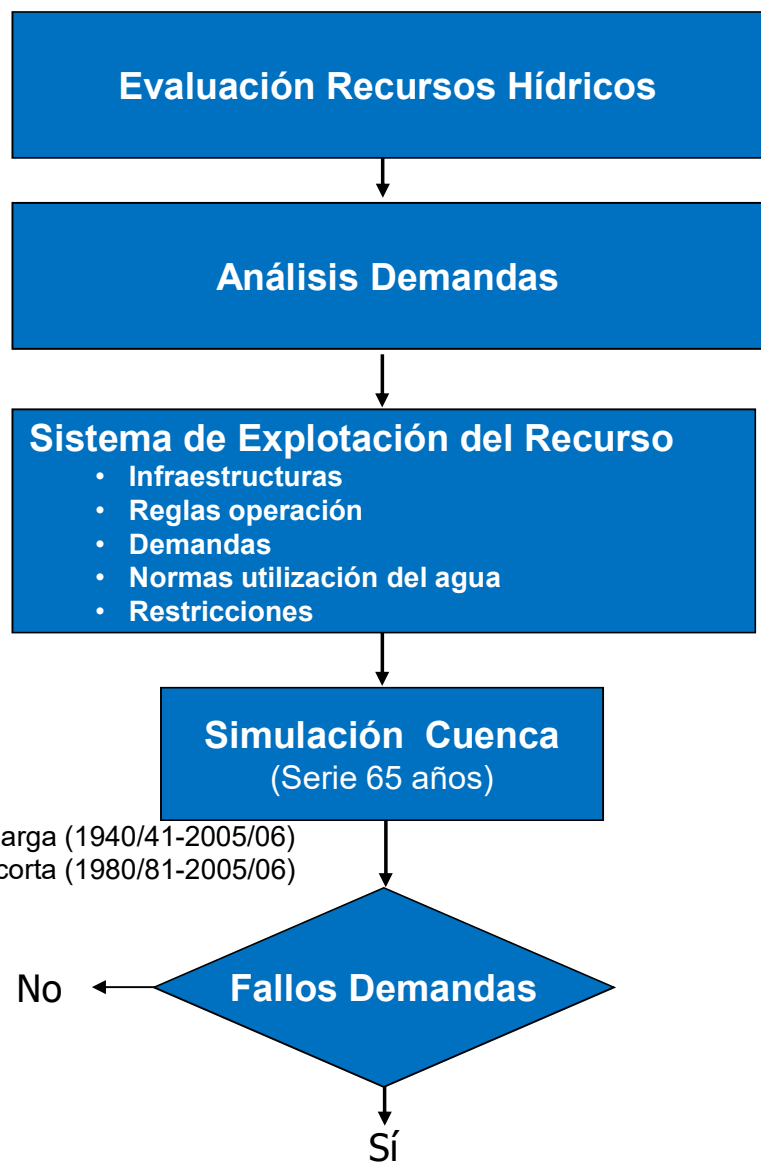 Evaluación Recursos Hídricos
Análisis Demandas
Sistema de Explotación del Recurso
• Infraestructuras
• Reglas operación
• Demandas
• Normas utilización del agua
• Restricciones
Simulación Cuenca
(Serie 65 años)
arga (1940/41-2005/06)
corta (1980/81-2005/06)
No
Fallos Demandas
Sí